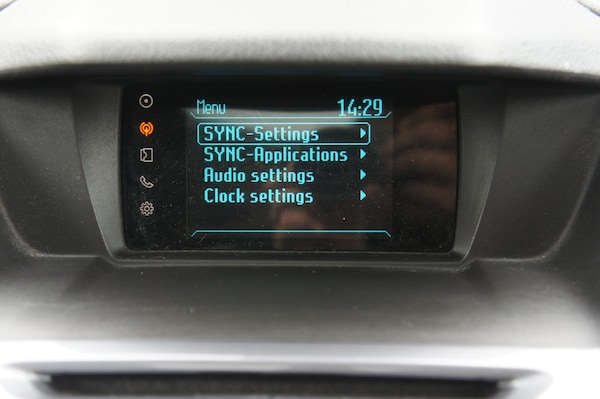 Menu 14:29
SYNC-Settings
SYNC-Applications
Audio settings
Clock settings